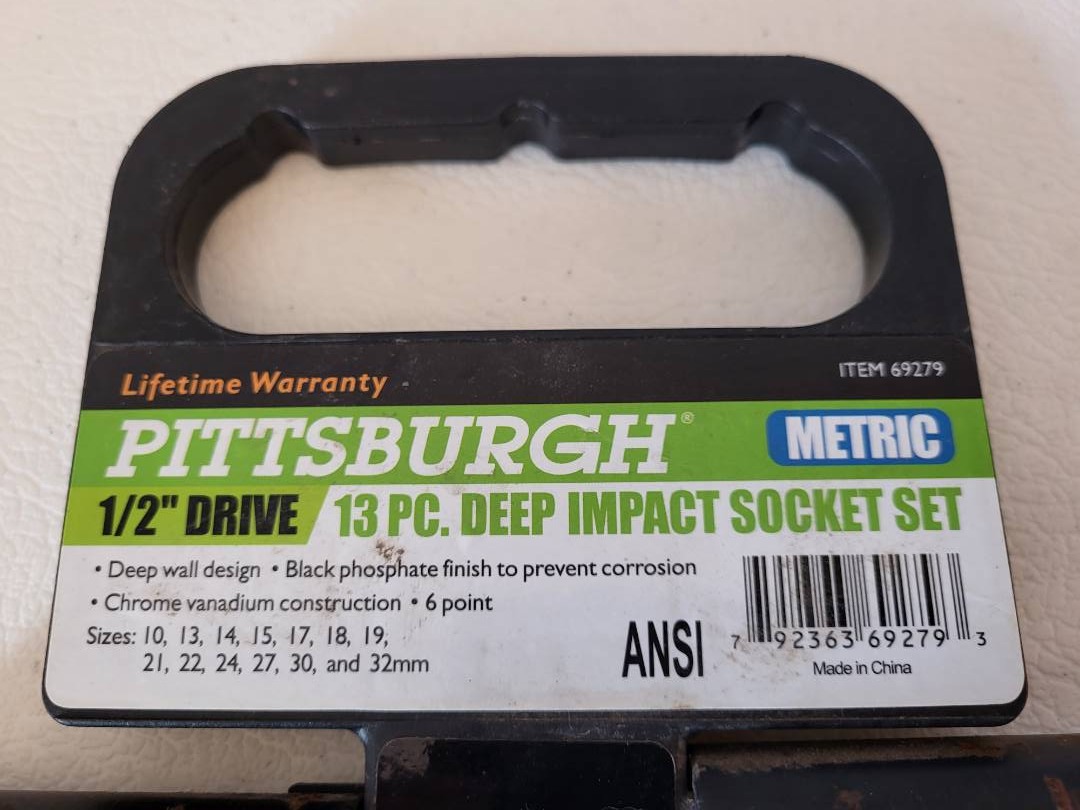 Lifetime Warranty
ITEM 69279
PITTSBURGH®
METRIC
1/2" DRIVE
13 PC. DEEP IMPACT SOCKET SET
• Deep wall design • Black phosphate finish to prevent corrosion
• Chrome vanadium construction • 6 point
Sizes: 10, 13, 14, 15, 17, 18, 19,
21, 22, 24, 27, 30, and 32mm
ANSI
7 92363 69279 3
Made in China